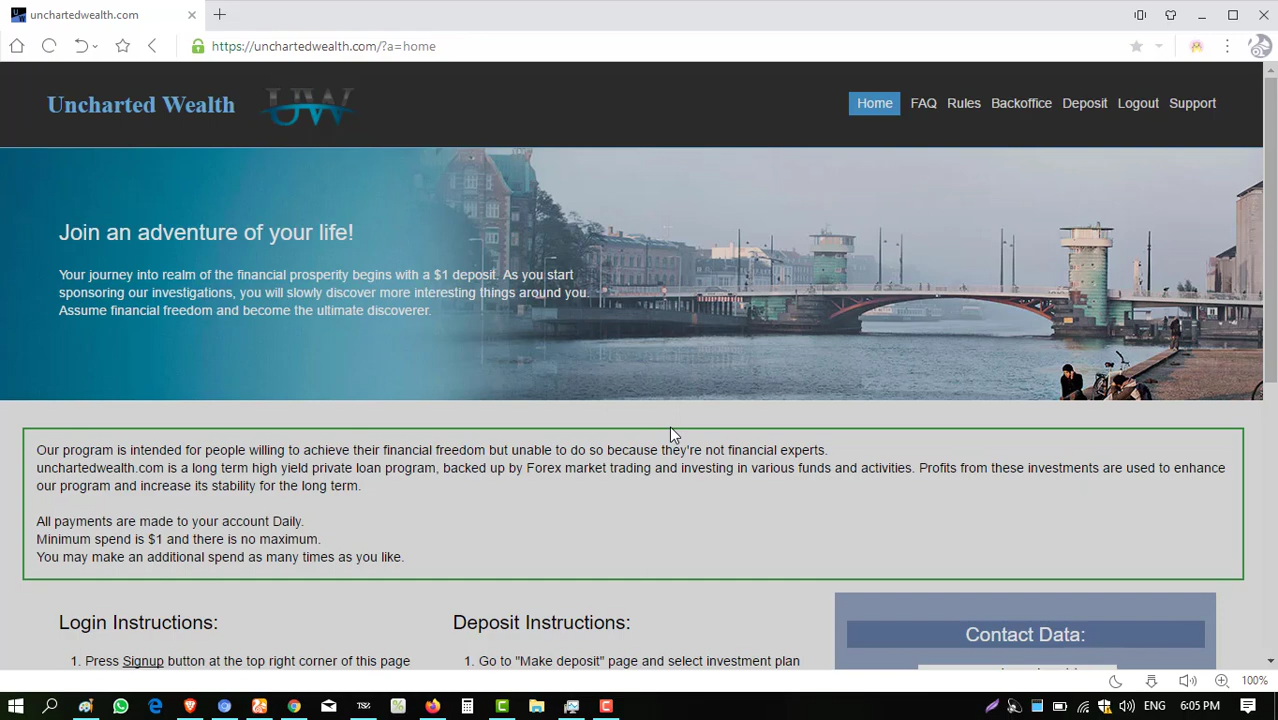 unchartedwealth.com
https://unchartedwealth.com/?a=home
Uncharted Wealth
UW
Home FAQ Rules Backoffice Deposit Logout Support
Join an adventure of your life!
Your journey into realm of the financial prosperity begins with a $1 deposit. As you start
sponsoring our investigations, you will slowly discover more interesting things around you.
Assume financial freedom and become the ultimate discoverer.
Our program is intended for people willing to achieve their financial freedom but unable to do so because they're not financial experts.
unchartedwealth.com is a long term high yield private loan program, backed up by Forex market trading and investing in various funds and activities. Profits from these investments are used to enhance
our program and increase its stability for the long term.
All payments are made to your account Daily.
Minimum spend is $1 and there is no maximum.
You may make an additional spend as many times as you like.
Login Instructions:
1. Press Signup button at the top right corner of this page
Deposit Instructions:
1. Go to "Make deposit" page and select investment plan
Contact Data:
100%
ENG 6:05 PM